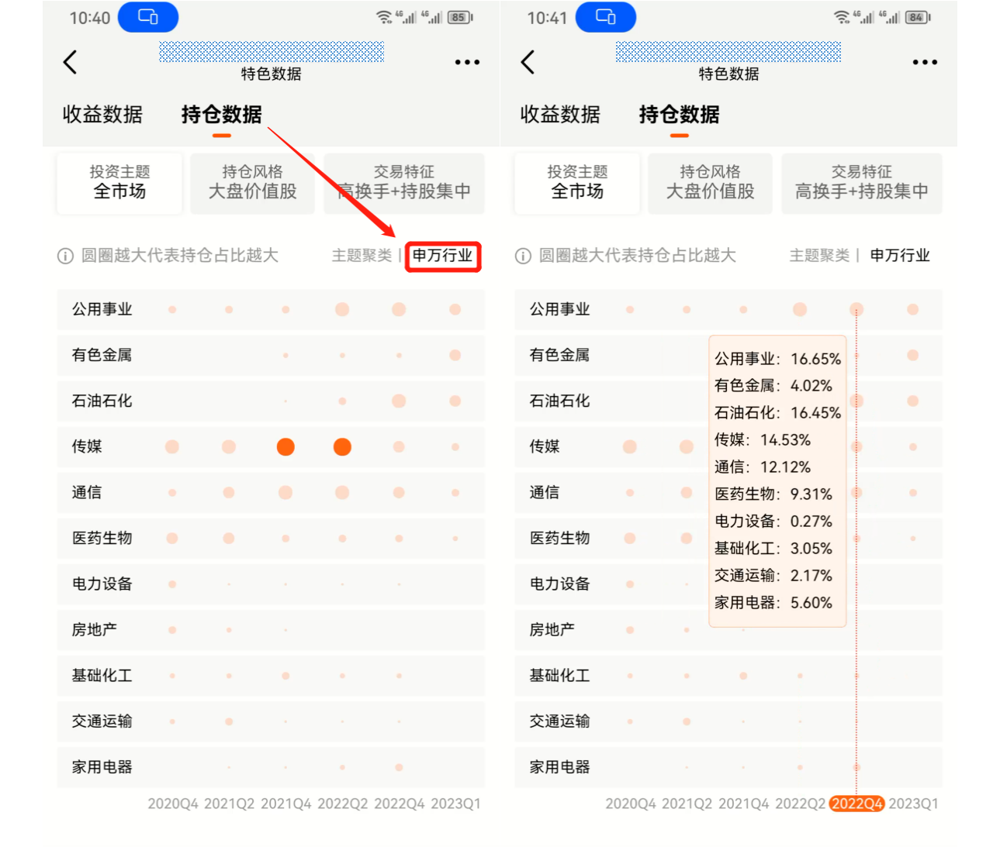 10:40
4G 4G 85
特色数据
收益数据 持仓数据
投资主题 持仓风格 交易特征
全市场 大盘价值股 高换手+持股集中
圆圈越大代表持仓占比越大 主题聚类 | 申万行业
公用事业
有色金属
石油石化
传媒
通信
医药生物
电力设备
房地产
基础化工
交通运输
家用电器
2020Q4 2021Q2 2021Q4 2022Q2 2022Q4 2023Q1
10:41
4G 4G 84
特色数据
收益数据 持仓数据
投资主题 持仓风格 交易特征
全市场 大盘价值股 高换手+持股集中
圆圈越大代表持仓占比越大 主题聚类 | 申万行业
公用事业
有色金属
石油石化
传媒
通信
医药生物
电力设备
房地产
基础化工
交通运输
家用电器
公用事业：16.65%
有色金属：4.02%
石油石化：16.45%
传媒：14.53%
通信：12.12%
医药生物：9.31%
电力设备：0.27%
基础化工：3.05%
交通运输：2.17%
家用电器：5.60%
2020Q4 2021Q2 2021Q4 2022Q2 2022Q4 2023Q1